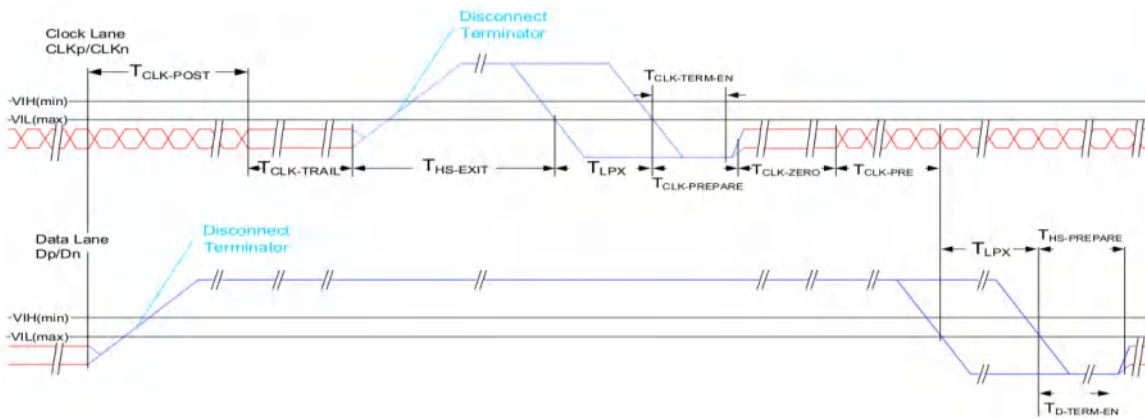 Disconnect
Terminator
Clock Lane
CLKp/CLKn
TCLK-POST
TCLK-TERM-EN
VIH(min)
VIL(max)
TCLK-TRAIL
THS-EXIT
TLPX
TCLK-PREPARE
TCLK-ZERO
TCLK-PRE
Data Lane
Dp/Dn
Disconnect
Terminator
TLPX
THS-PREPARE
VIH(min)
VIL(max)
TD-TERM-EN